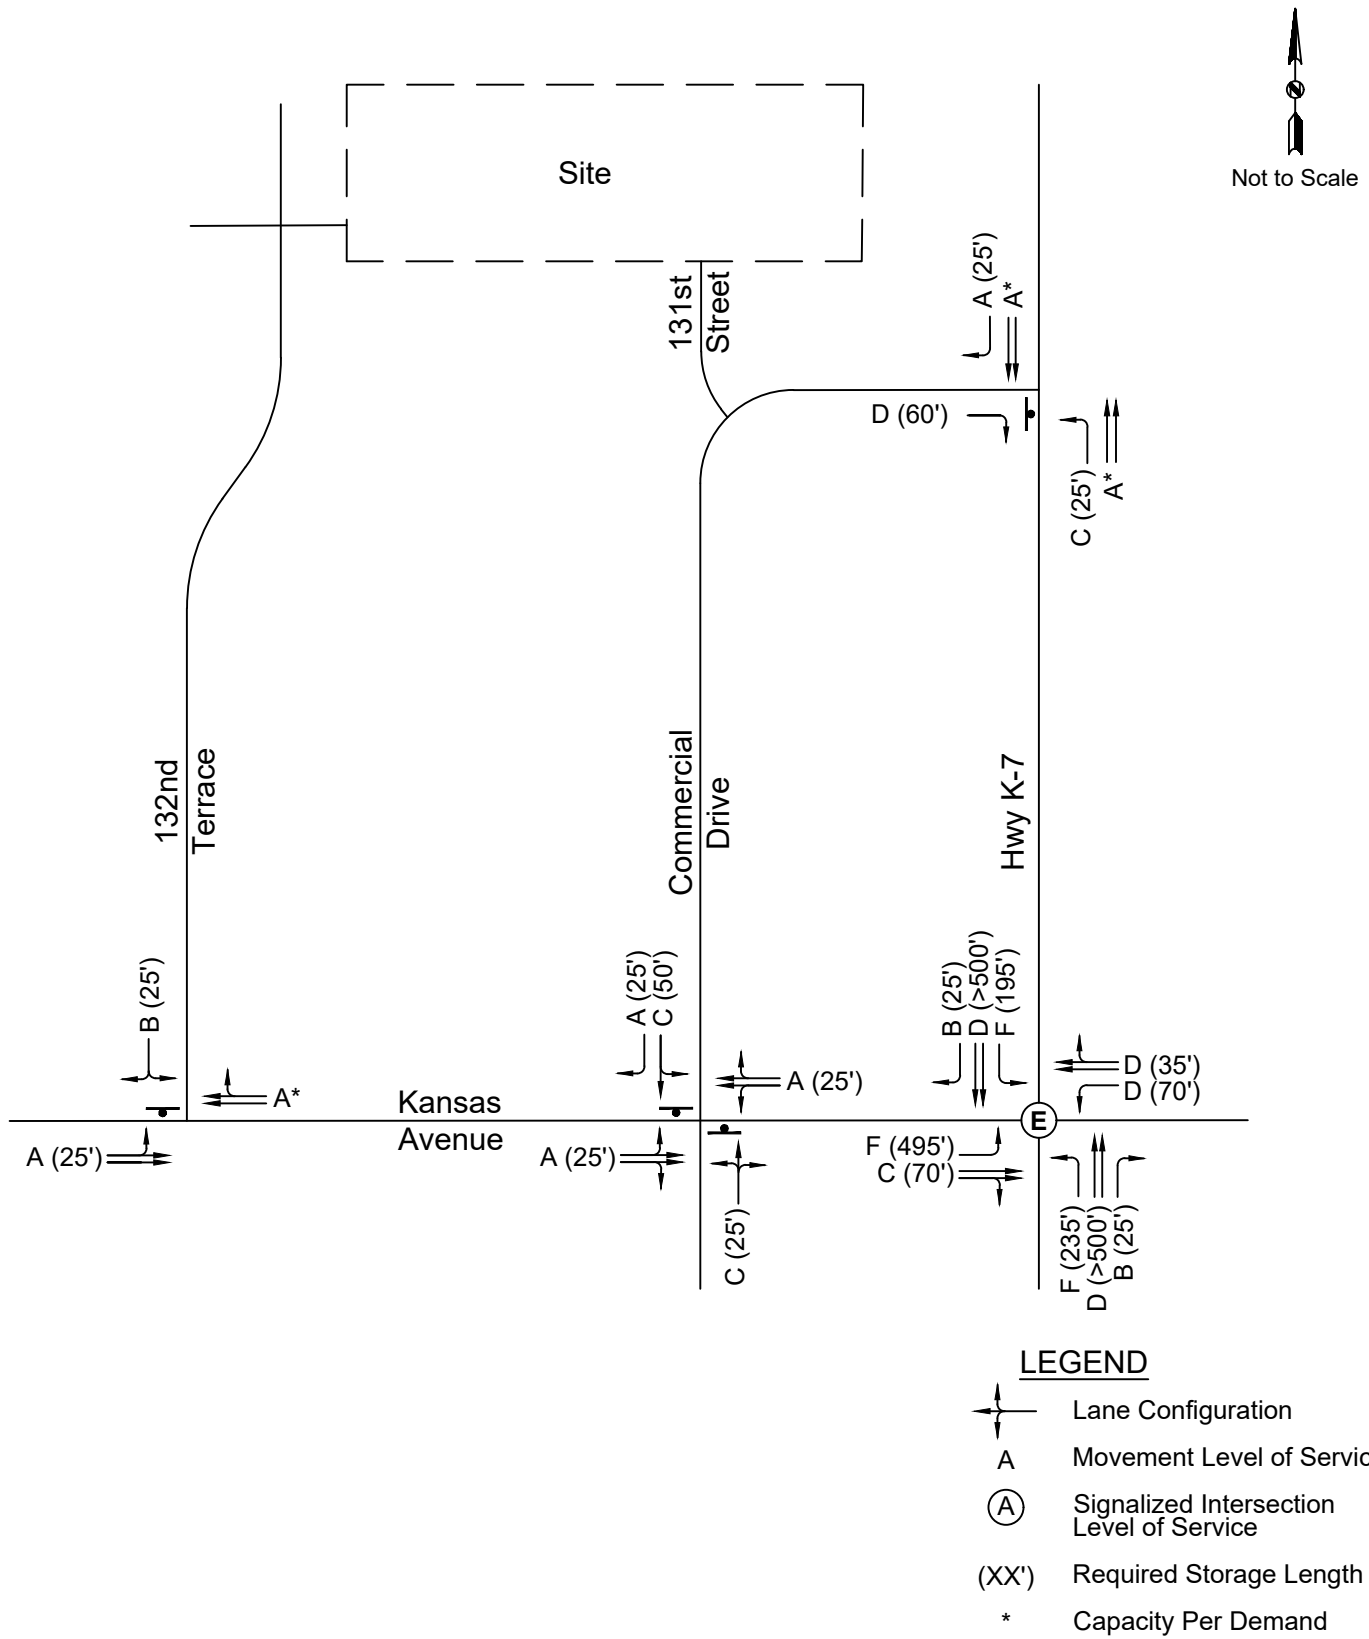 N
Not to Scale
Site
131st
Street
A (25')
A*
D (60')
C (25')
A*
132nd
Terrace
Commercial
Drive
Hwy K-7
B (25')
A*
A (25')
Kansas
Avenue
A (25')
C (50')
A (25')
A (25')
C (25')
B (25')
D (>500')
F (195')
D (35')
D (70')
E
F (495')
C (70')
F (235')
D (>500')
B (25')
LEGEND
Lane Configuration
A Movement Level of Servic
A Signalized Intersection
Level of Service
(XX') Required Storage Length
* Capacity Per Demand